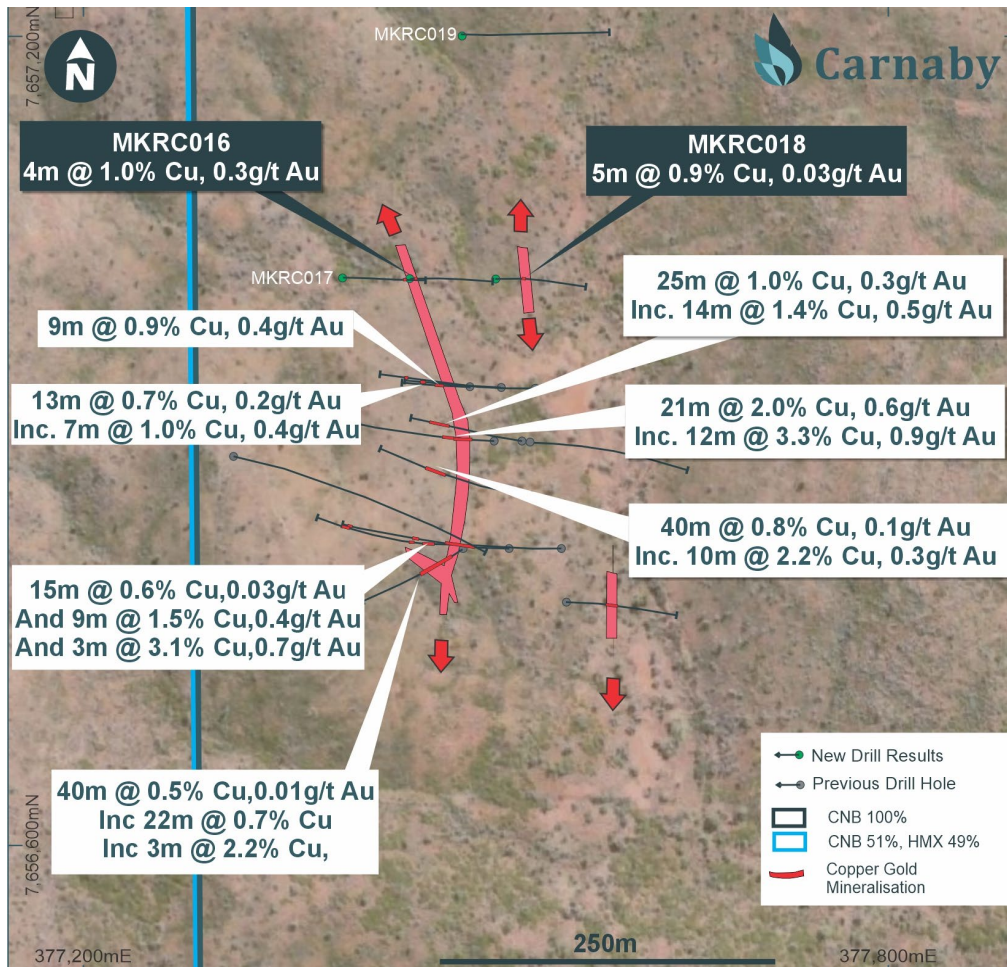 MKRC019
Carnaby
7,657,200mN
N
MKRC016
4m @ 1.0% Cu, 0.3g/t Au
MKRC018
5m @ 0.9% Cu, 0.03g/t Au
MKRC017
25m @ 1.0% Cu, 0.3g/t Au
Inc. 14m @ 1.4% Cu, 0.5g/t Au
9m @ 0.9% Cu, 0.4g/t Au
13m @ 0.7% Cu, 0.2g/t Au
Inc. 7m @ 1.0% Cu, 0.4g/t Au
21m @ 2.0% Cu, 0.6g/t Au
Inc. 12m @ 3.3% Cu, 0.9g/t Au
40m @ 0.8% Cu, 0.1g/t Au
Inc. 10m @ 2.2% Cu, 0.3g/t Au
15m @ 0.6% Cu,0.03g/t Au
And 9m @ 1.5% Cu,0.4g/t Au
And 3m @ 3.1% Cu,0.7g/t Au
40m @ 0.5% Cu,0.01g/t Au
Inc 22m @ 0.7% Cu
Inc 3m @ 2.2% Cu,
New Drill Results
Previous Drill Hole
CNB 100%
CNB 51%, HMX 49%
Copper Gold
Mineralisation
7,656,600mN
377,200mE
250m
377,800mE